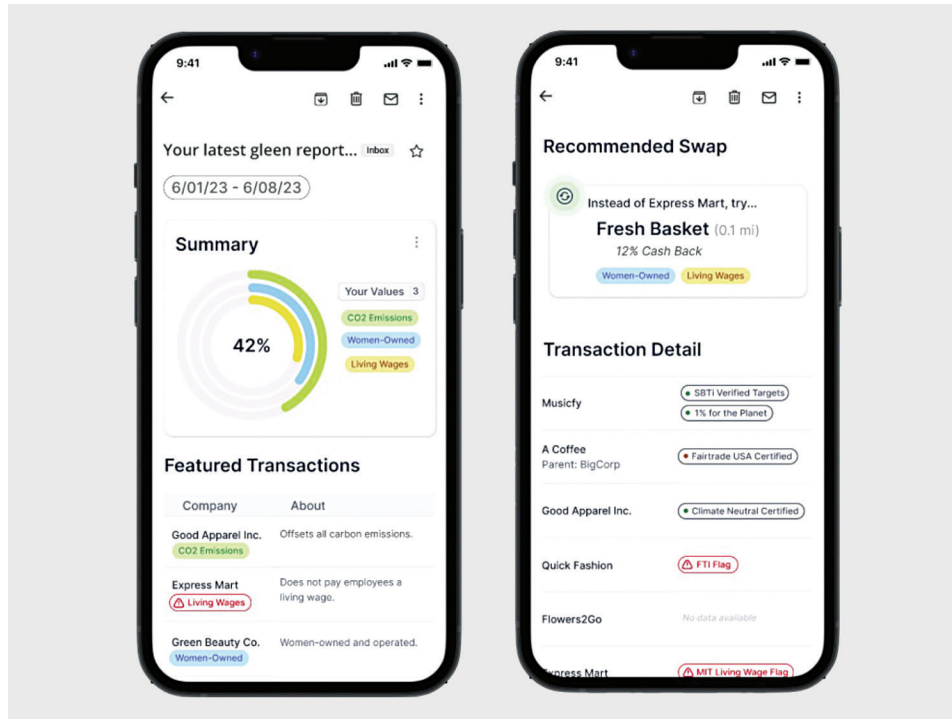 9:41
Your latest gleen report... Inbox
6/01/23 - 6/08/23
Summary
42%
Your Values 3
CO2 Emissions
Women-Owned
Living Wages
Featured Transactions
Company About
Good Apparel Inc. Offsets all carbon emissions.
CO2 Emissions
Express Mart Does not pay employees a
living wage.
Living Wages
Green Beauty Co. Women-owned and operated.
Women-Owned
9:41
Recommended Swap
Instead of Express Mart, try...
Fresh Basket (0.1 mi)
12% Cash Back
Women-Owned Living Wages
Transaction Detail
Musicfy
SBTi Verified Targets
1% for the Planet
A Coffee
Parent: BigCorp
Fairtrade USA Certified
Good Apparel Inc. Climate Neutral Certified
Quick Fashion FTI Flag
Flowers2Go No data available
Express Mart MIT Living Wage Flag